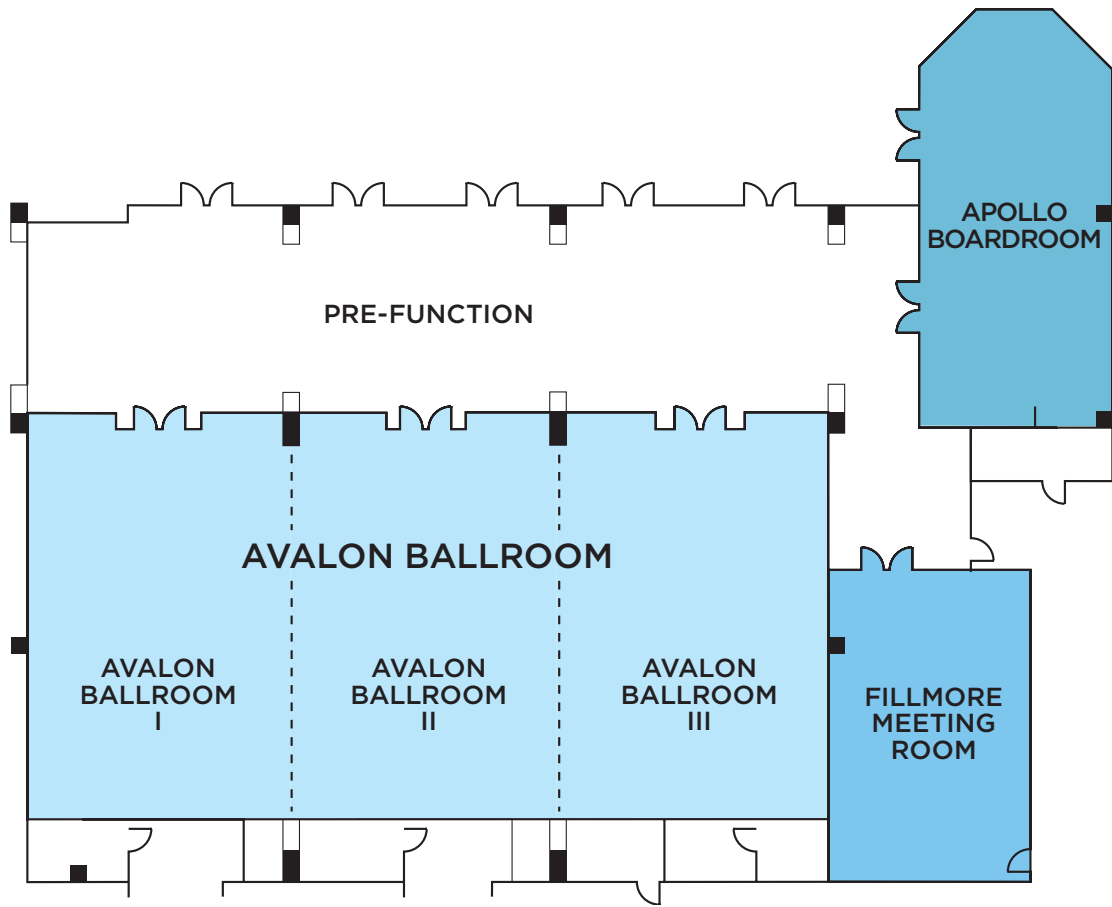 APOLLO
BOARDROOM
PRE-FUNCTION
AVALON BALLROOM
AVALON
BALLROOM
I
AVALON
BALLROOM
II
AVALON
BALLROOM
III
FILLMORE
MEETING
ROOM